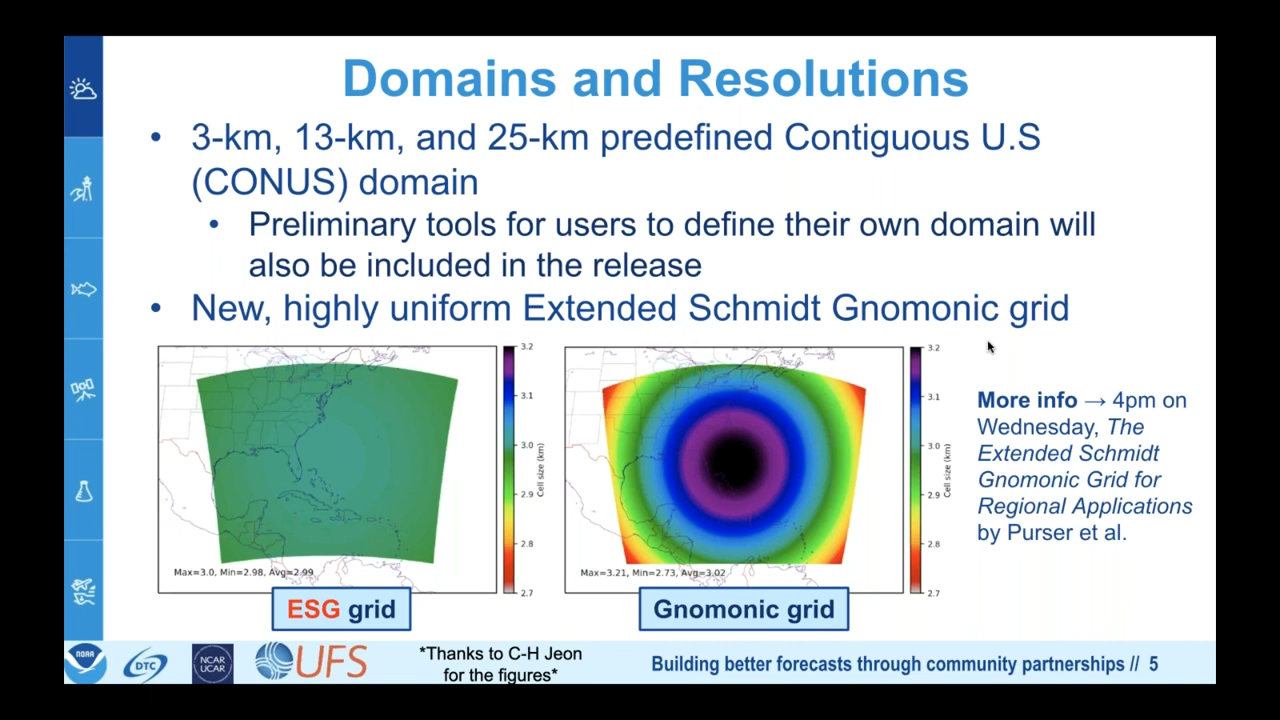 Domains and Resolutions
• 3-km, 13-km, and 25-km predefined Contiguous U.S
(CONUS) domain
• Preliminary tools for users to define their own domain will
also be included in the release
• New, highly uniform Extended Schmidt Gnomonic grid
3.2
3.1
3.0
2.9
2.8
2.7
Cell size (km)
Max=3.0, Min=2.98, Avg=2.99
ESG grid
3.2
3.1
3.0
2.9
2.8
2.7
Cell size (km)
Max=3.21, Min=2.73, Avg=3.02
Gnomonic grid
More info → 4pm on
Wednesday, The
Extended Schmidt
Gnomonic Grid for
Regional Applications
by Purser et al.
NOAA
DTC
NCAR
UCAR
UFS
*Thanks to C-H Jeon
for the figures*
Building better forecasts through community partnerships // 5